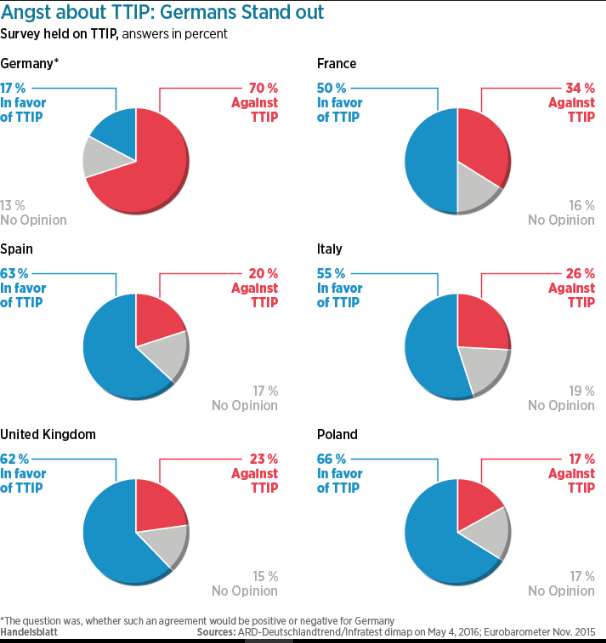 Angst about TTIP: Germans Stand out
Survey held on TTIP, answers in percent
Germany*
17 %
In favor
of TTIP
70 %
Against
TTIP
13 %
No Opinion
France
50 %
In favor
of TTIP
34 %
Against
TTIP
16 %
No Opinion
Spain
63 %
In favor
of TTIP
20 %
Against
TTIP
17 %
No Opinion
Italy
55 %
In favor
of TTIP
26 %
Against
TTIP
19 %
No Opinion
United Kingdom
62 %
In favor
of TTIP
23 %
Against
TTIP
15 %
No Opinion
Poland
66 %
In favor
of TTIP
17 %
Against
TTIP
17 %
No Opinion
*The question was, whether such an agreement would be positive or negative for Germany
Handelsblatt Sources: ARD-Deutschlandtrend/Infratest dimap on May 4, 2016; Eurobarometer Nov. 2015